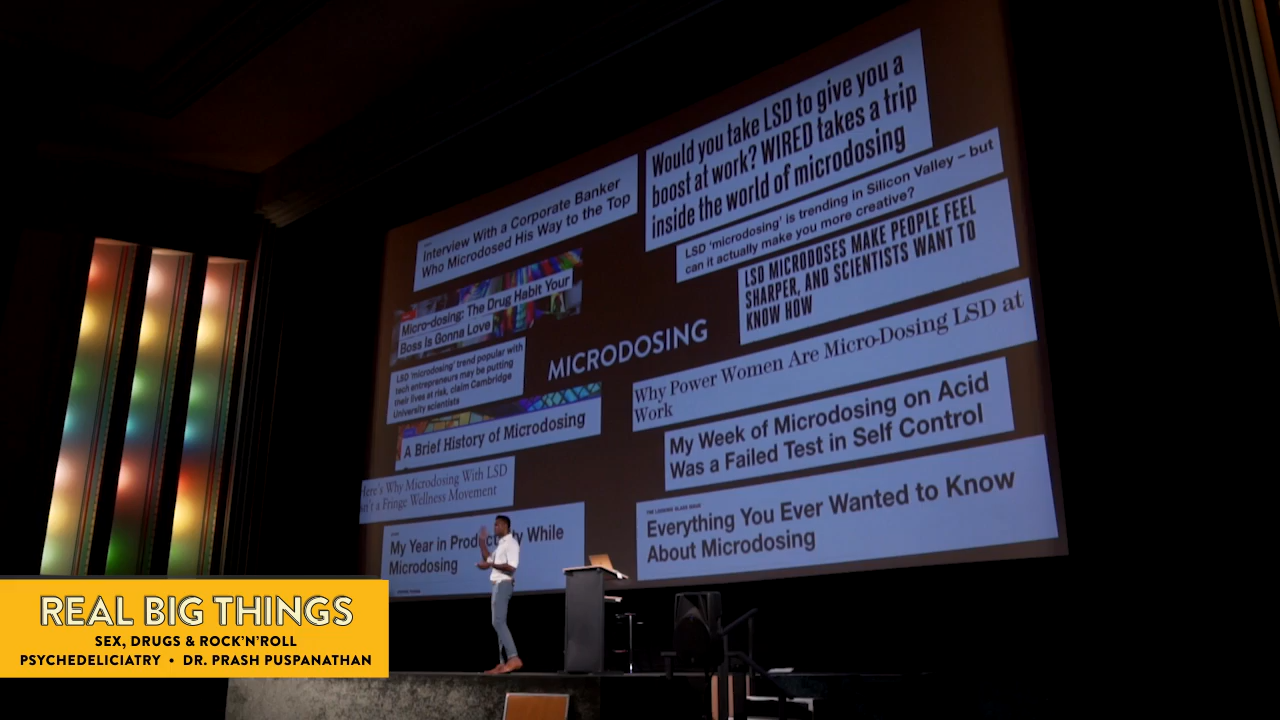 Would you take LSD to give you a
boost at work? WIRED takes a trip
inside the world of microdosing
Interview With a Corporate Banker
Who Microdosed His Way to the Top
LSD 'microdosing' is trending in Silicon Valley – but
can it actually make you more creative?
LSD MICRODOSES MAKE PEOPLE FEEL
SHARPER, AND SCIENTISTS WANT TO
KNOW HOW
Micro-dosing: The Drug Habit Your
Boss Is Gonna Love
LSD 'microdosing' trend popular with
tech entrepreneurs may be putting
their lives at risk, claim Cambridge
University scientists
MICRODOSING
Why Power Women Are Micro-Dosing LSD at
Work
A Brief History of Microdosing
My Week of Microdosing on Acid
Was a Failed Test in Self Control
Here's Why Microdosing With LSD
Isn't a Fringe Wellness Movement
My Year in Productivity While
Microdosing
THE LOOKING GLASS ISSUE
Everything You Ever Wanted to Know
About Microdosing
REAL BIG THINGS
SEX, DRUGS & ROCK'N'ROLL
PSYCHEDELICIATRY • DR. PRASH PUSPANATHAN